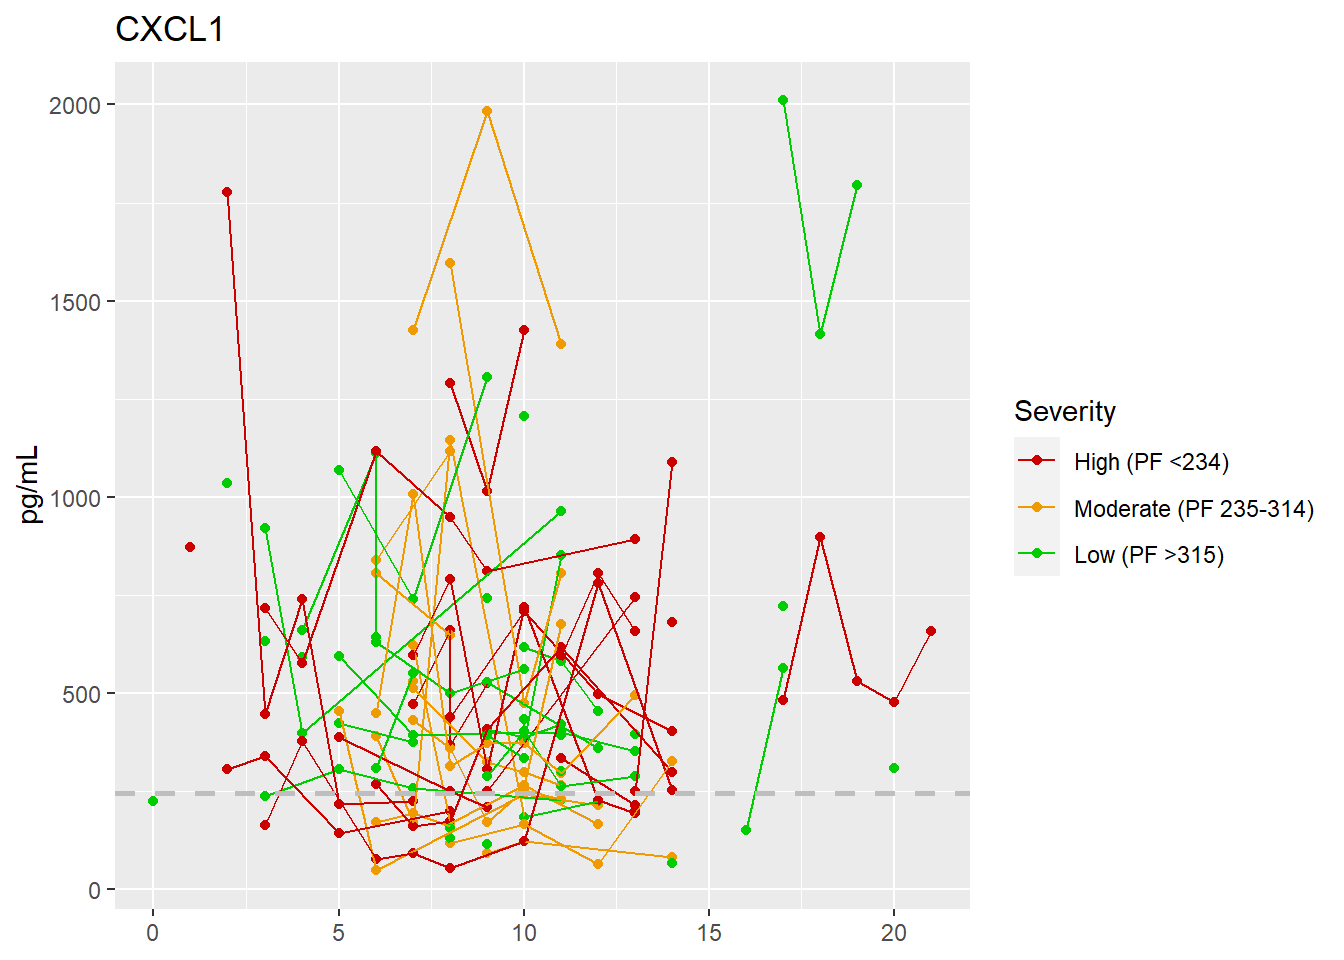 CXCL1
2000
1500
1000
500
0
pg/mL
0 5 10 15 20
Severity
High (PF <234)
Moderate (PF 235-314)
Low (PF >315)